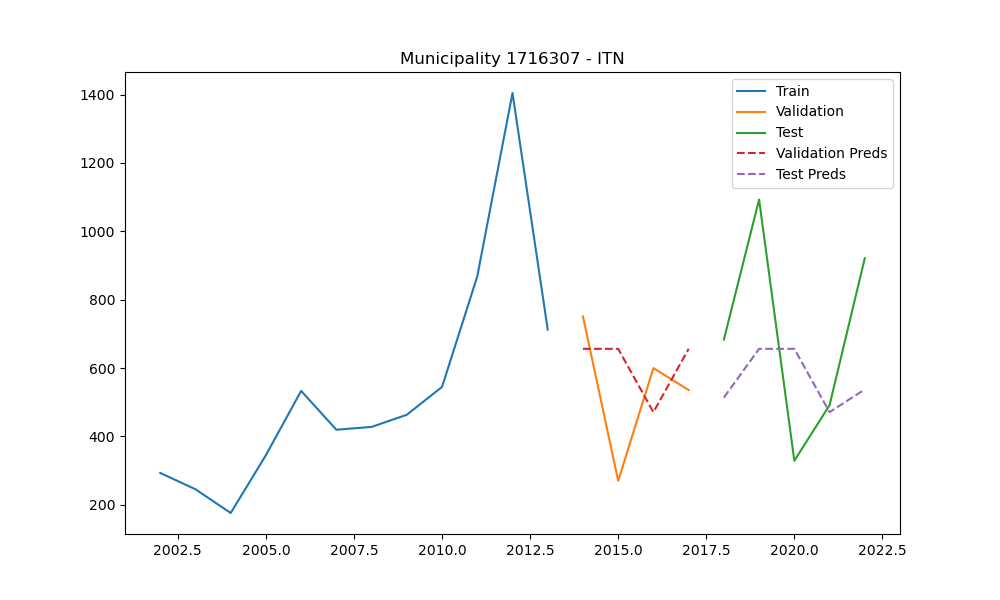 Municipality 1716307 - ITN
1400
1200
1000
800
600
400
200
Train
Validation
Test
Validation Preds
Test Preds
2002.5 2005.0 2007.5 2010.0 2012.5 2015.0 2017.5 2020.0 2022.5